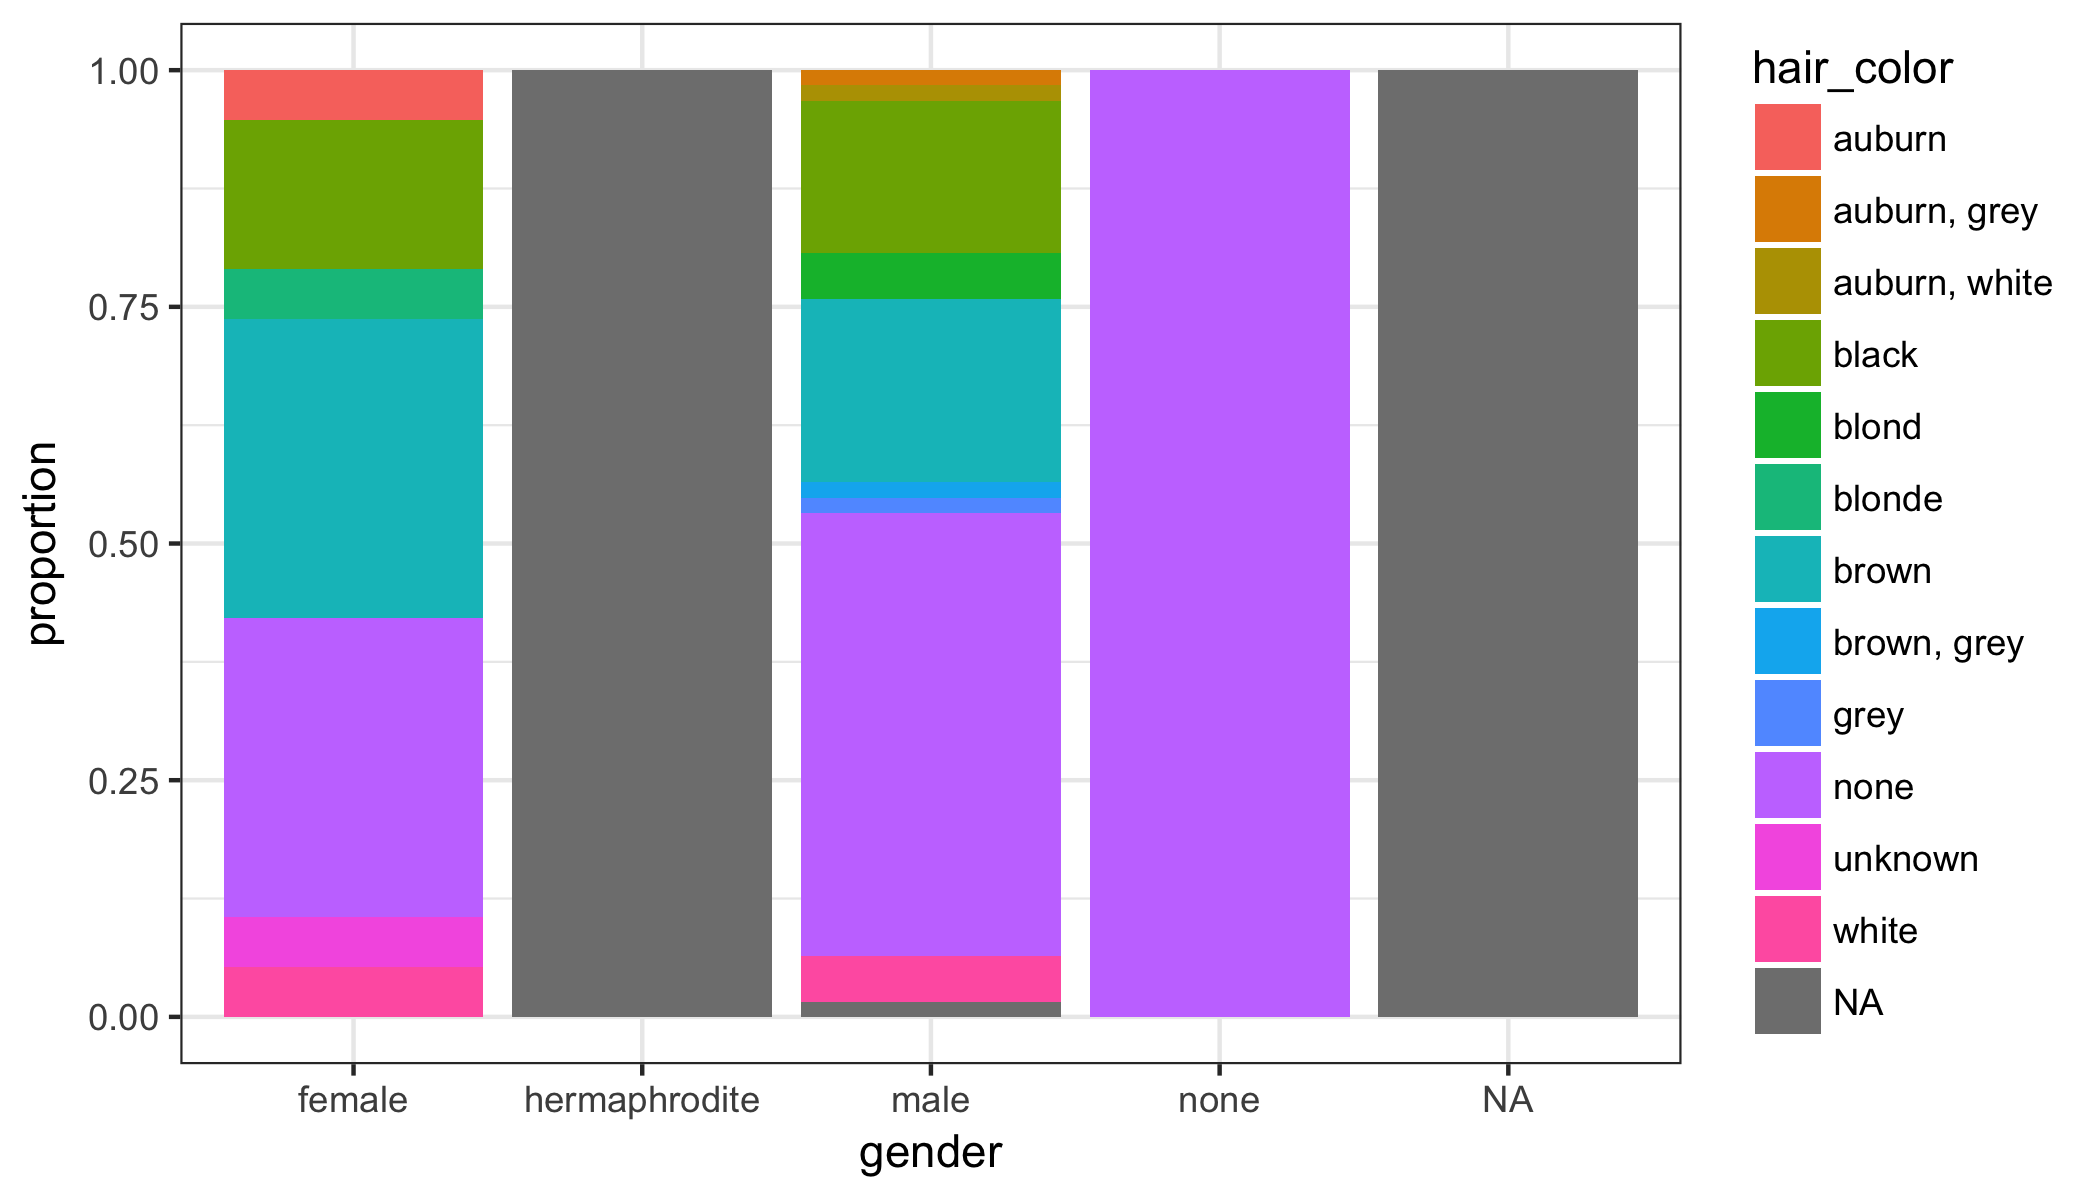 1.00
0.75
0.50
0.25
0.00
proportion
female
hermaphrodite
male
none
NA
gender
hair_color
auburn
auburn, grey
auburn, white
black
blond
blonde
brown
brown, grey
grey
none
unknown
white
NA